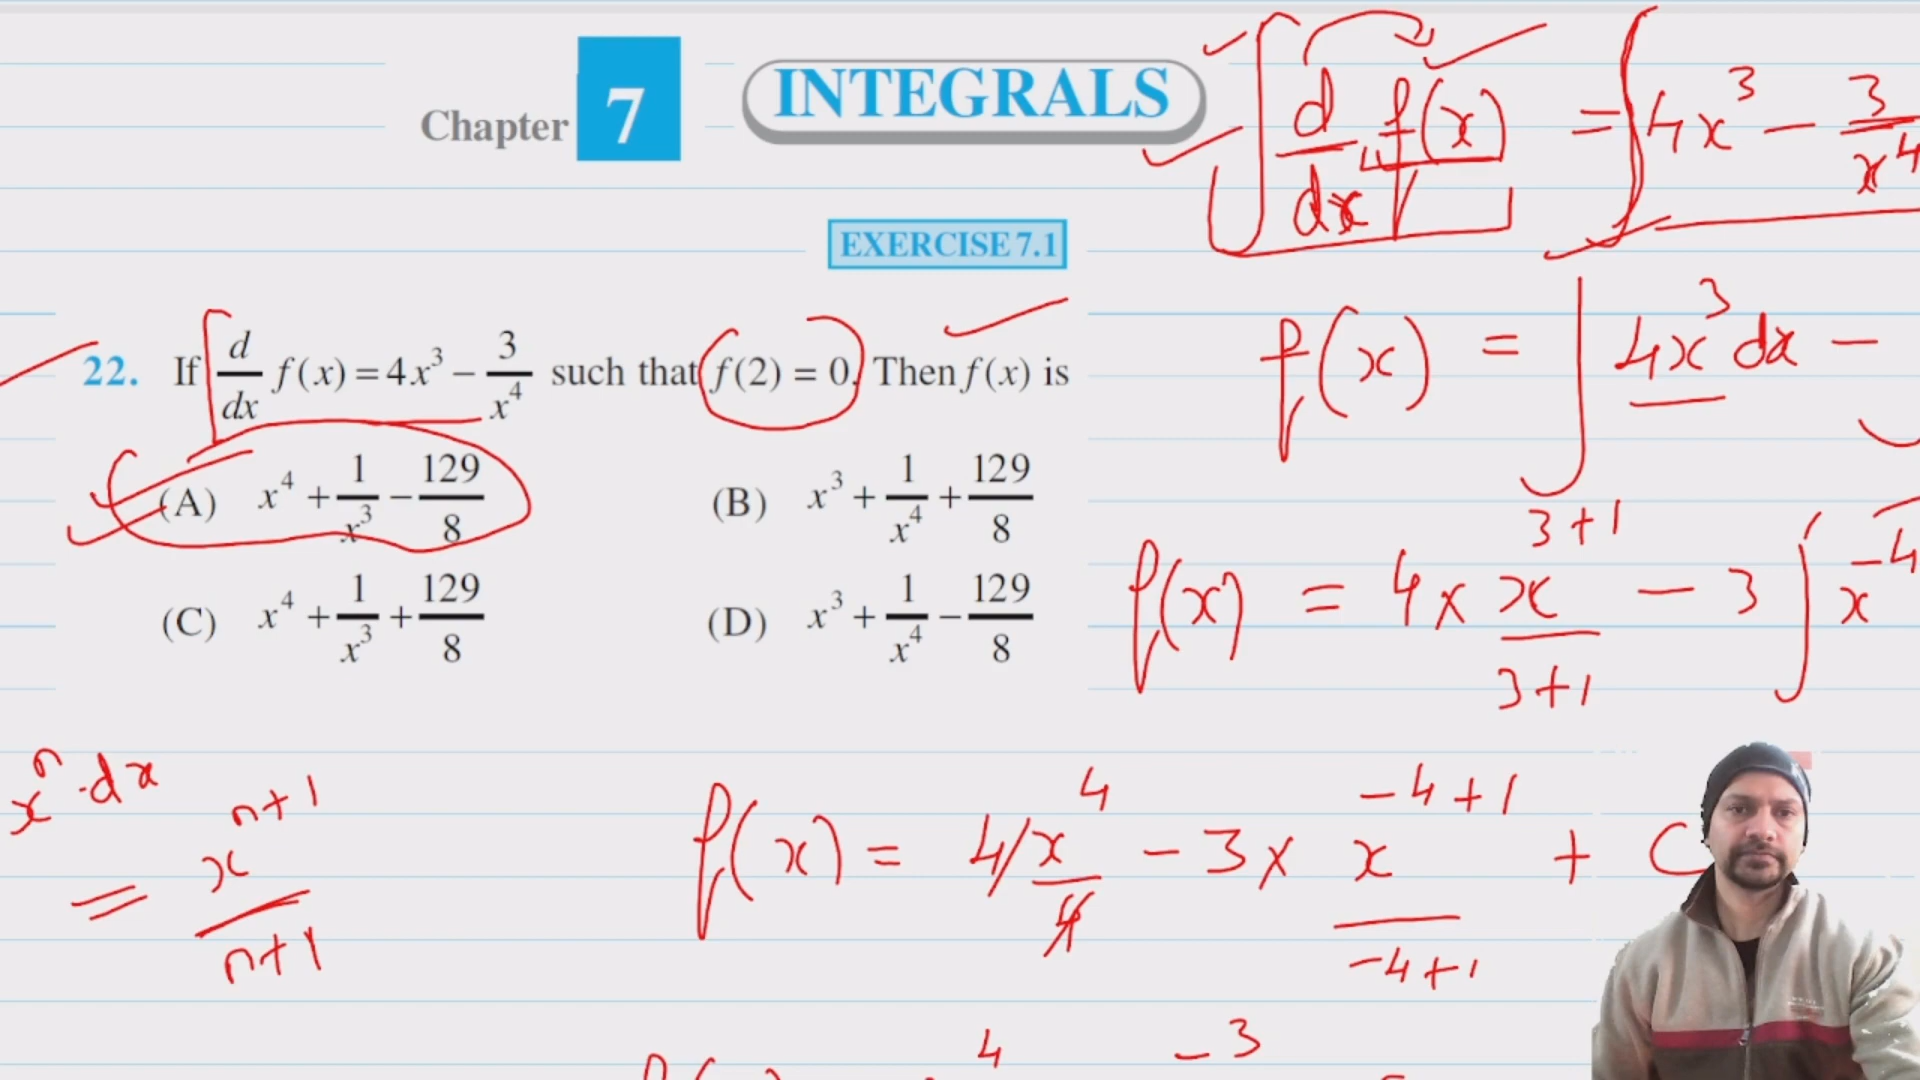 Chapter 7 INTEGRALS
EXERCISE 7.1
22. If d/dx f(x) = 4x³ − 3/x⁴ such that f(2) = 0. Then f(x) is
(A) x⁴ + 1/x³ − 129/8
(B) x³ + 1/x⁴ + 129/8
(C) x⁴ + 1/x³ + 129/8
(D) x³ + 1/x⁴ − 129/8
∫ d/dx f(x) = ∫ 4x³ − 3/x⁴
f(x) = ∫ 4x³ dx −
f(x) = 4 × x³⁺¹/3+1 − 3 ∫ x⁻⁴
xⁿ · dx
= xⁿ⁺¹/n+1
f(x) = 4 x⁴/4 − 3 × x⁻⁴⁺¹/−4+1 + C
4 −3